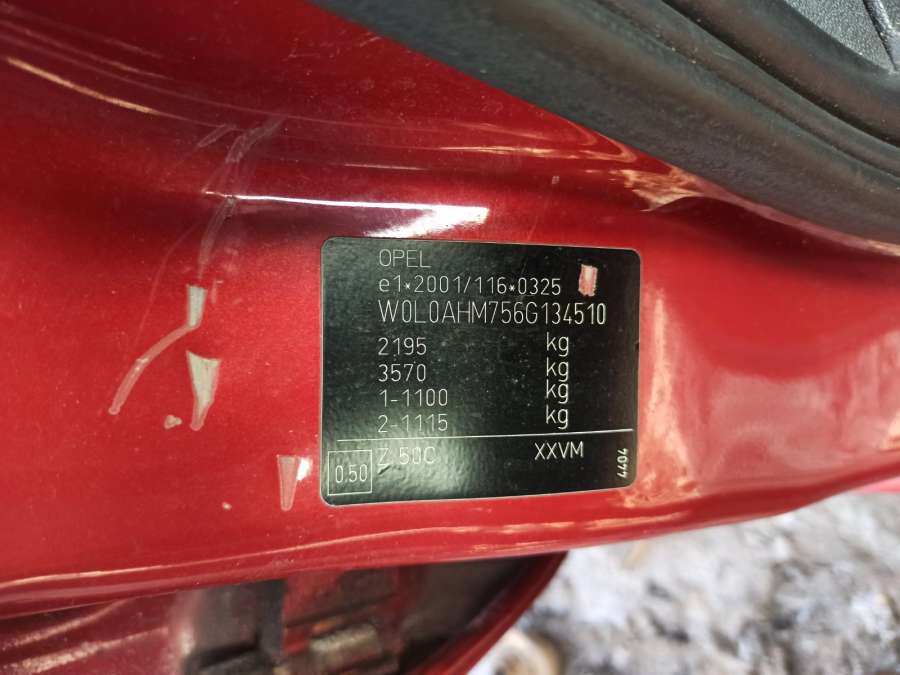 OPEL
e1*2001/116*0325
W0L0AHM756G134510
2195 kg
3570 kg
1-1100 kg
2-1115 kg
Z 50C XXVM
0.50
4404